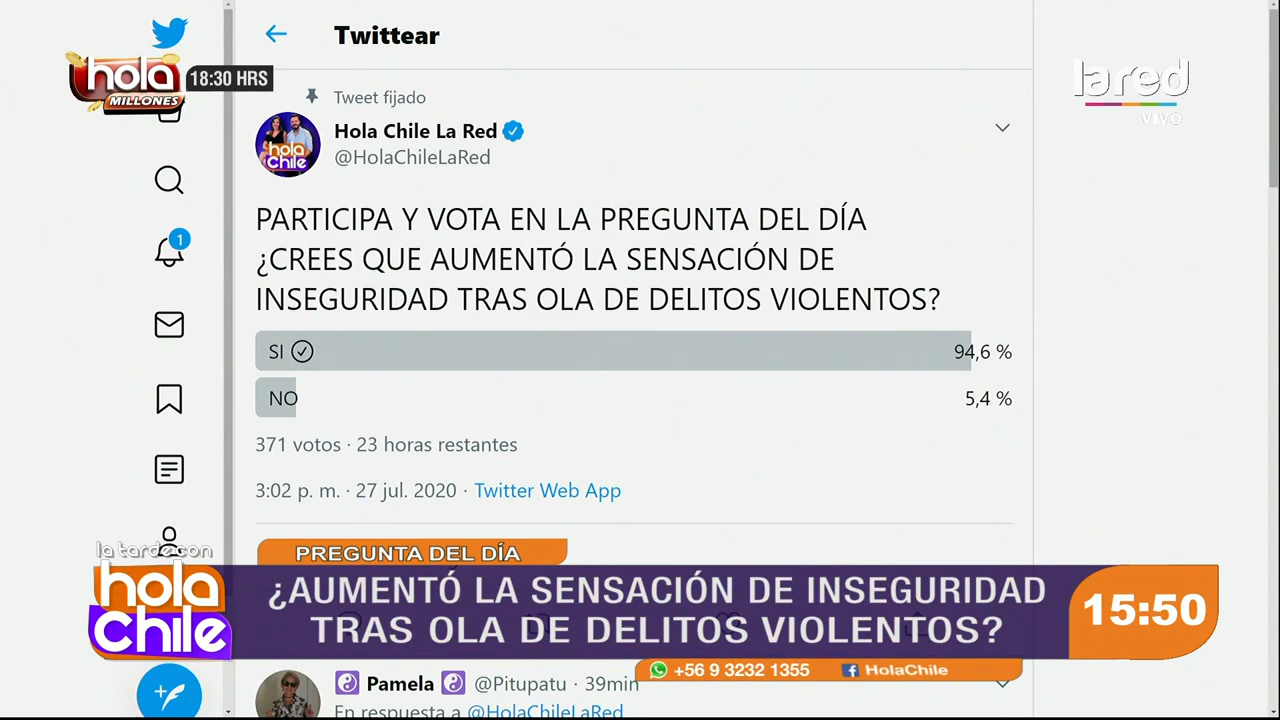 Twittear
hola
MILLONES
18:30 HRS
lared
VIVO
Tweet fijado
Hola Chile La Red
@HolaChileLaRed
hola
Chile
PARTICIPA Y VOTA EN LA PREGUNTA DEL DÍA
¿CREES QUE AUMENTÓ LA SENSACIÓN DE
INSEGURIDAD TRAS OLA DE DELITOS VIOLENTOS?
1
SI 94,6 %
NO 5,4 %
371 votos · 23 horas restantes
3:02 p. m. · 27 jul. 2020 · Twitter Web App
PREGUNTA DEL DÍA
la tarde con
hola
Chile
¿AUMENTÓ LA SENSACIÓN DE INSEGURIDAD
TRAS OLA DE DELITOS VIOLENTOS?
15:50
+56 9 3232 1355 HolaChile
Pamela @Pitupatu · 39min
En respuesta a @HolaChileLaRed